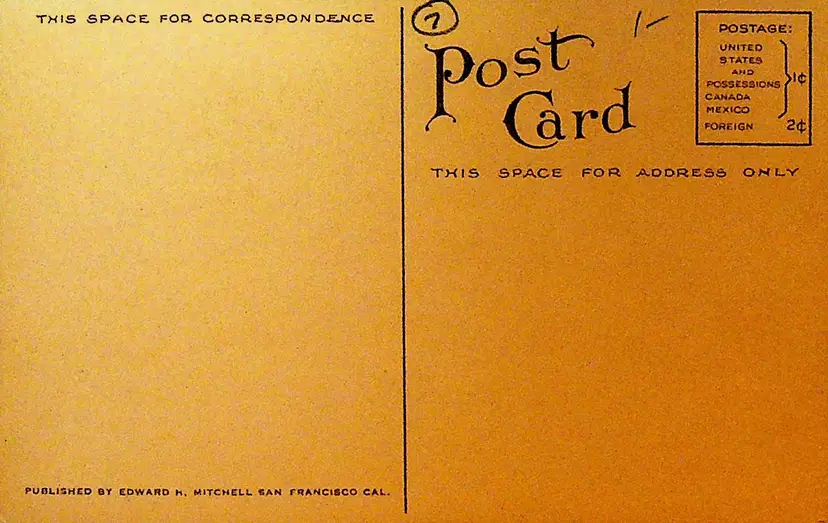 THIS SPACE FOR CORRESPONDENCE
7
1/-
Post
Card
POSTAGE:
UNITED
STATES
AND
POSSESSIONS
CANADA
MEXICO
1¢
FOREIGN 2¢
THIS SPACE FOR ADDRESS ONLY
PUBLISHED BY EDWARD H. MITCHELL SAN FRANCISCO CAL.